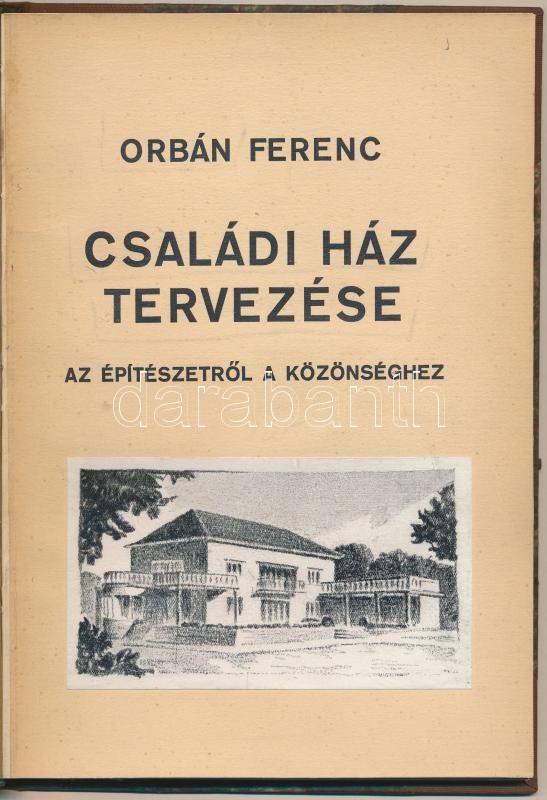 ORBÁN FERENC
CSALÁDI HÁZ
TERVEZÉSE
AZ ÉPÍTÉSZETRŐL A KÖZÖNSÉGHEZ
darabanth